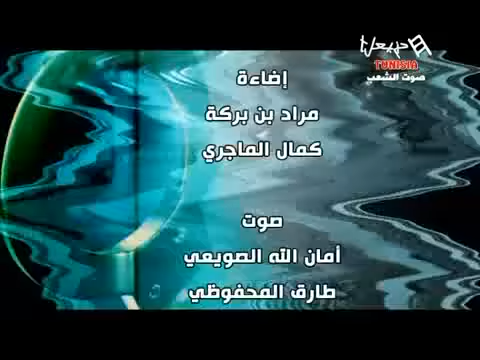 TUNISIA
صوت الشعب
إضاءة
مراد بن بركة
كمال الماجري
صوت
أمان الله الصويعي
طارق المحفوظي